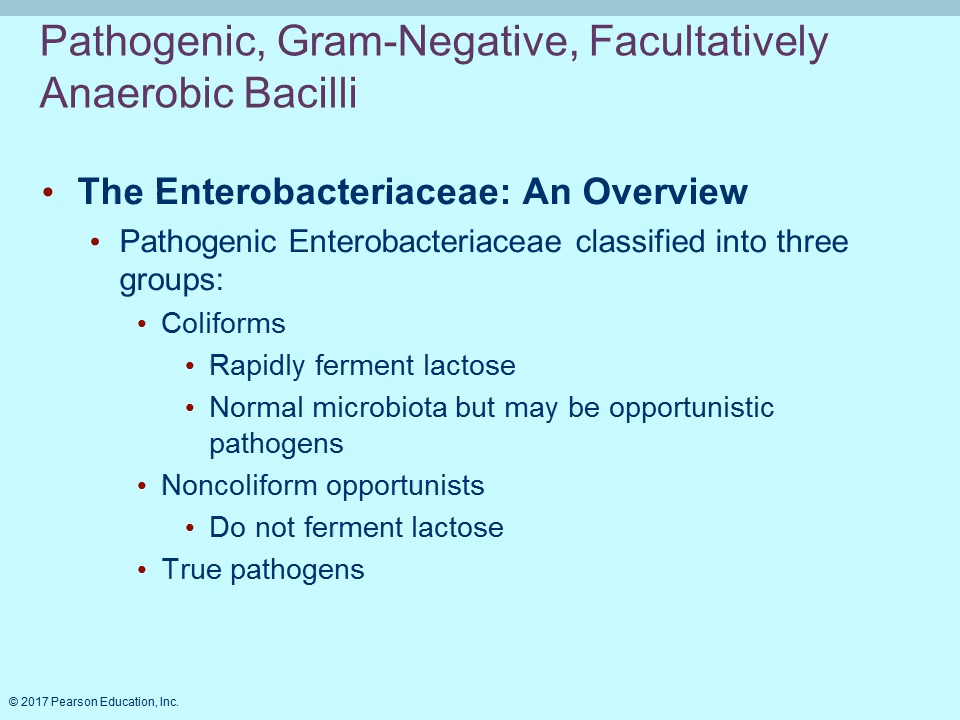 Pathogenic, Gram-Negative, Facultatively
Anaerobic Bacilli
• The Enterobacteriaceae: An Overview
• Pathogenic Enterobacteriaceae classified into three
groups:
• Coliforms
• Rapidly ferment lactose
• Normal microbiota but may be opportunistic
pathogens
• Noncoliform opportunists
• Do not ferment lactose
• True pathogens
© 2017 Pearson Education, Inc.